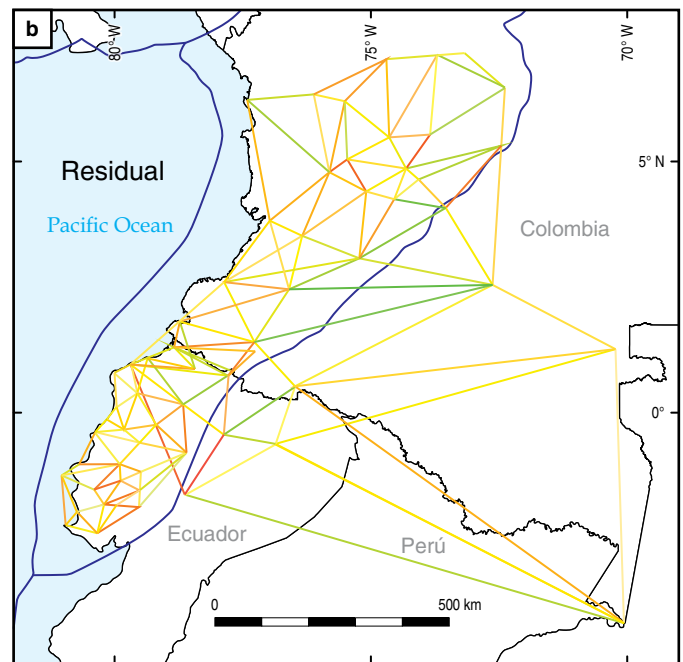 b
80°W
75° W
70° W
5° N
Residual
Pacific Ocean
Colombia
0°
Ecuador
Perú
0
500 km